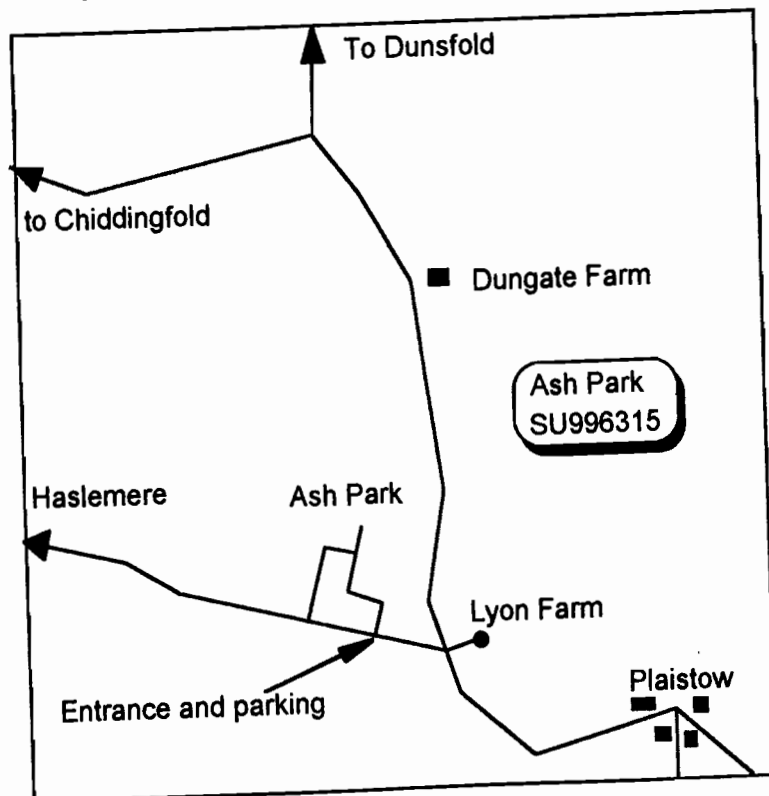 To Dunsfold
to Chiddingfold
Dungate Farm
Ash Park
SU996315
Haslemere
Ash Park
Lyon Farm
Plaistow
Entrance and parking